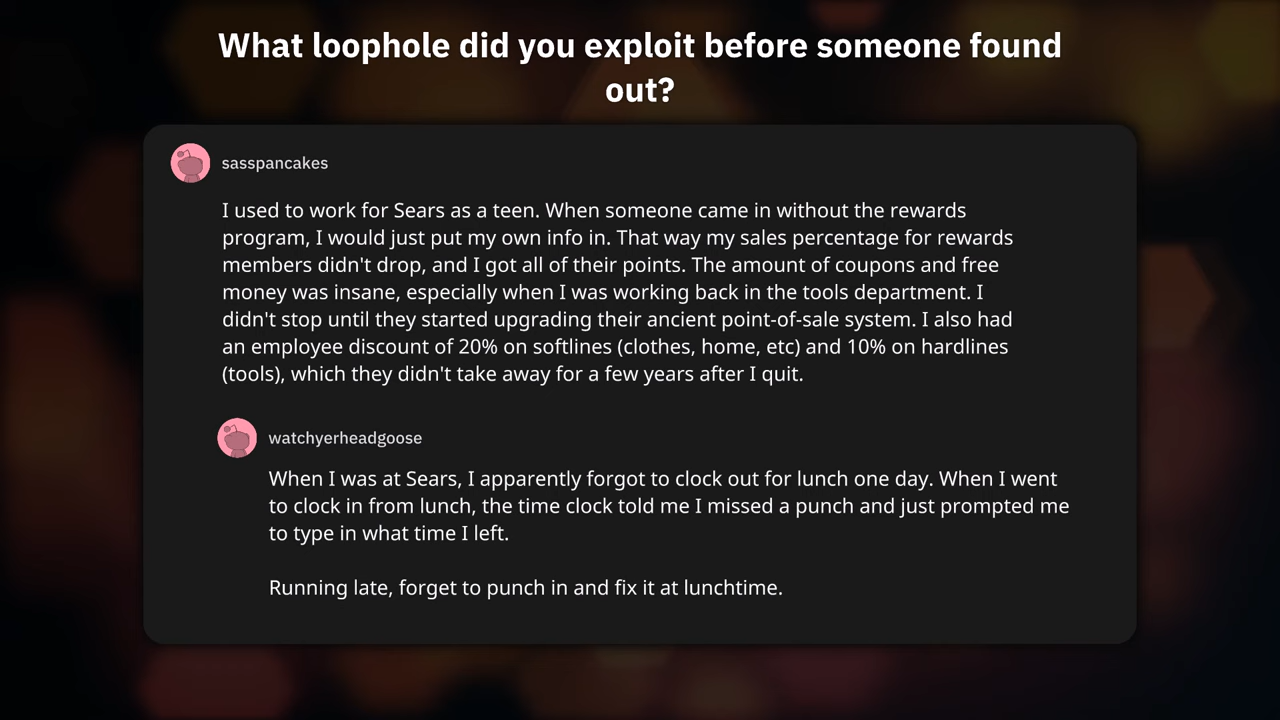 What loophole did you exploit before someone found
out?
sasspancakes
I used to work for Sears as a teen. When someone came in without the rewards
program, I would just put my own info in. That way my sales percentage for rewards
members didn't drop, and I got all of their points. The amount of coupons and free
money was insane, especially when I was working back in the tools department. I
didn't stop until they started upgrading their ancient point-of-sale system. I also had
an employee discount of 20% on softlines (clothes, home, etc) and 10% on hardlines
(tools), which they didn't take away for a few years after I quit.
watchyerheadgoose
When I was at Sears, I apparently forgot to clock out for lunch one day. When I went
to clock in from lunch, the time clock told me I missed a punch and just prompted me
to type in what time I left.
Running late, forget to punch in and fix it at lunchtime.